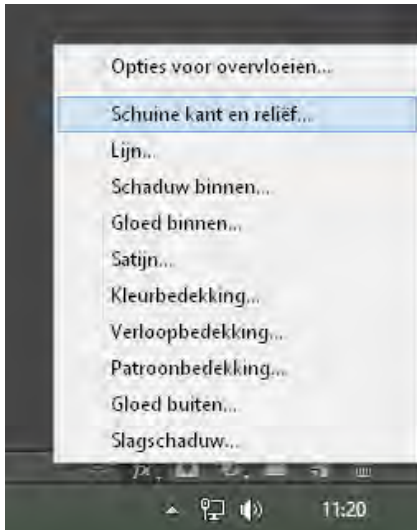 Opties voor overvloeien...
Schuine kant en reliëf...
Lijn...
Schaduw binnen...
Gloed binnen...
Satijn...
Kleurbedekking...
Verloopbedekking...
Patroonbedekking...
Gloed buiten...
Slagschaduw...
fx
11:20